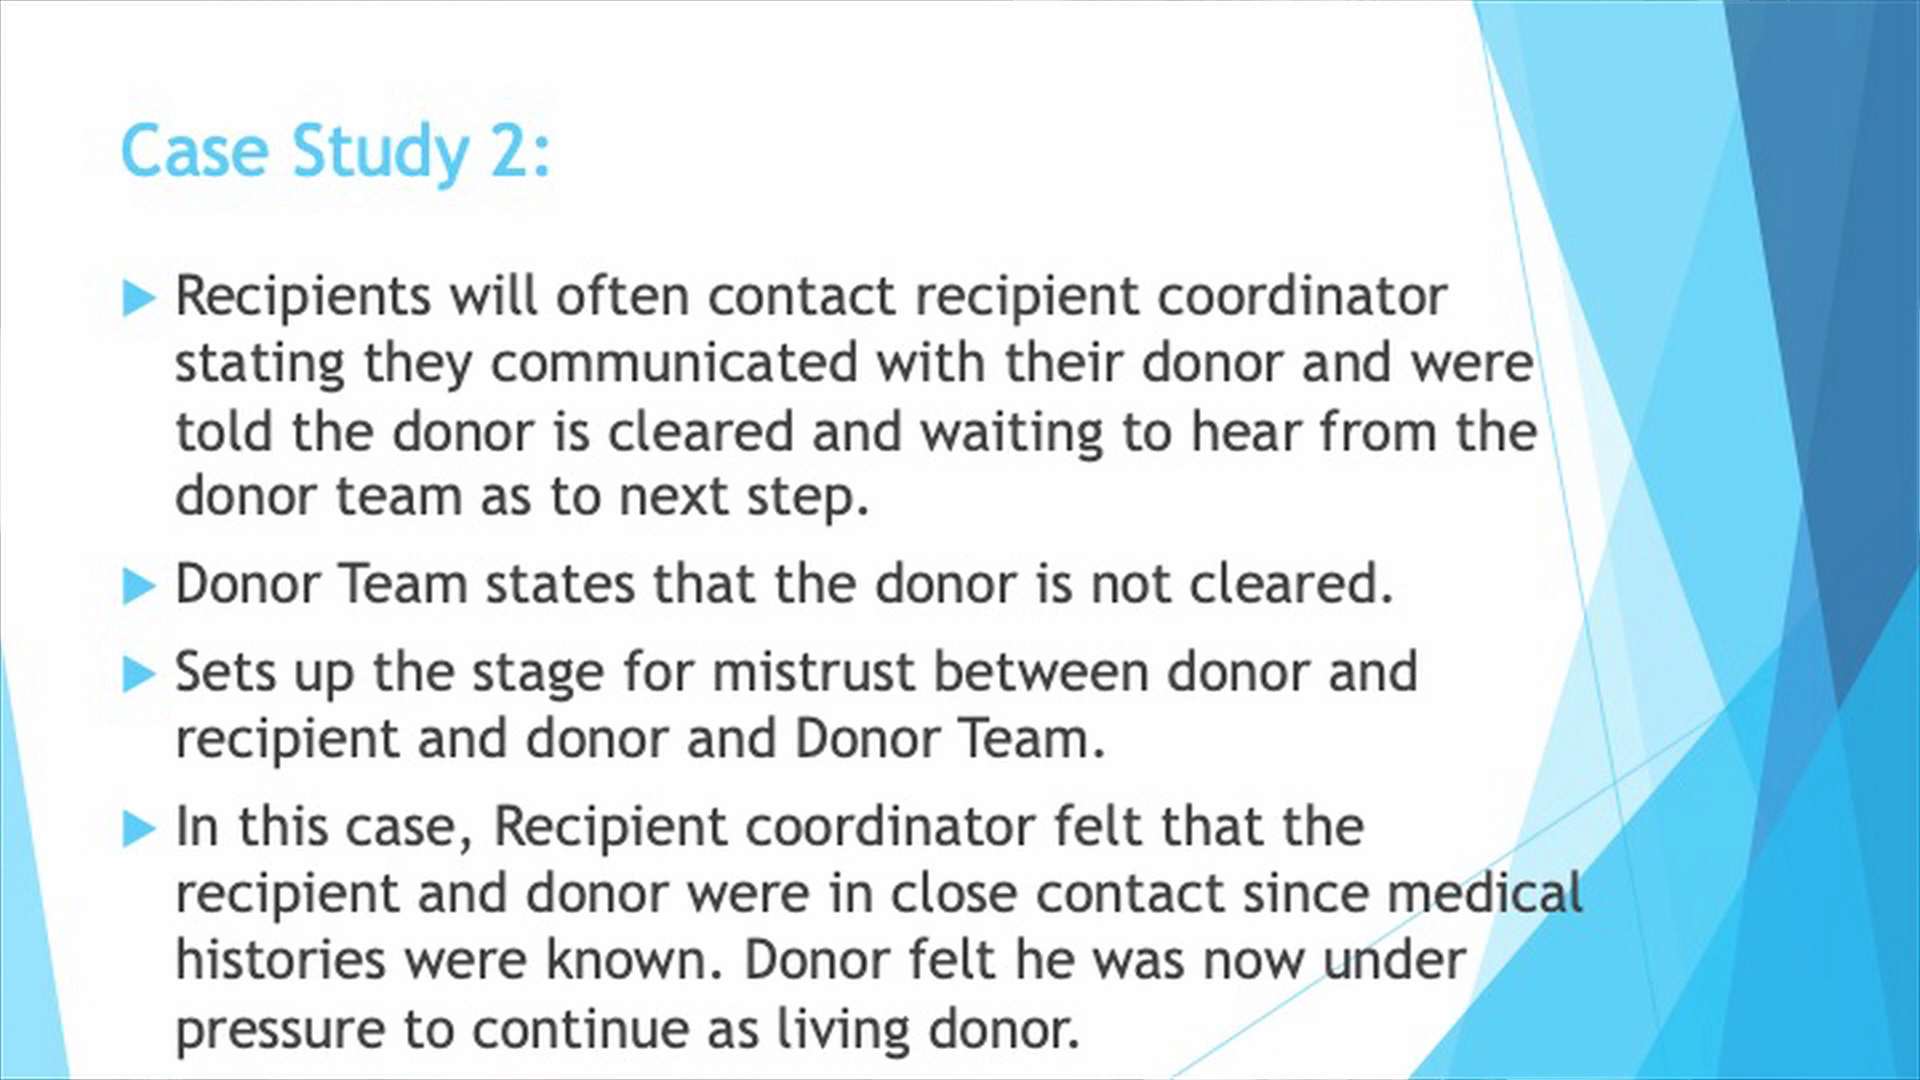 Case Study 2:
Recipients will often contact recipient coordinator
stating they communicated with their donor and were
told the donor is cleared and waiting to hear from the
donor team as to next step.
Donor Team states that the donor is not cleared.
Sets up the stage for mistrust between donor and
recipient and donor and Donor Team.
In this case, Recipient coordinator felt that the
recipient and donor were in close contact since medical
histories were known. Donor felt he was now under
pressure to continue as living donor.